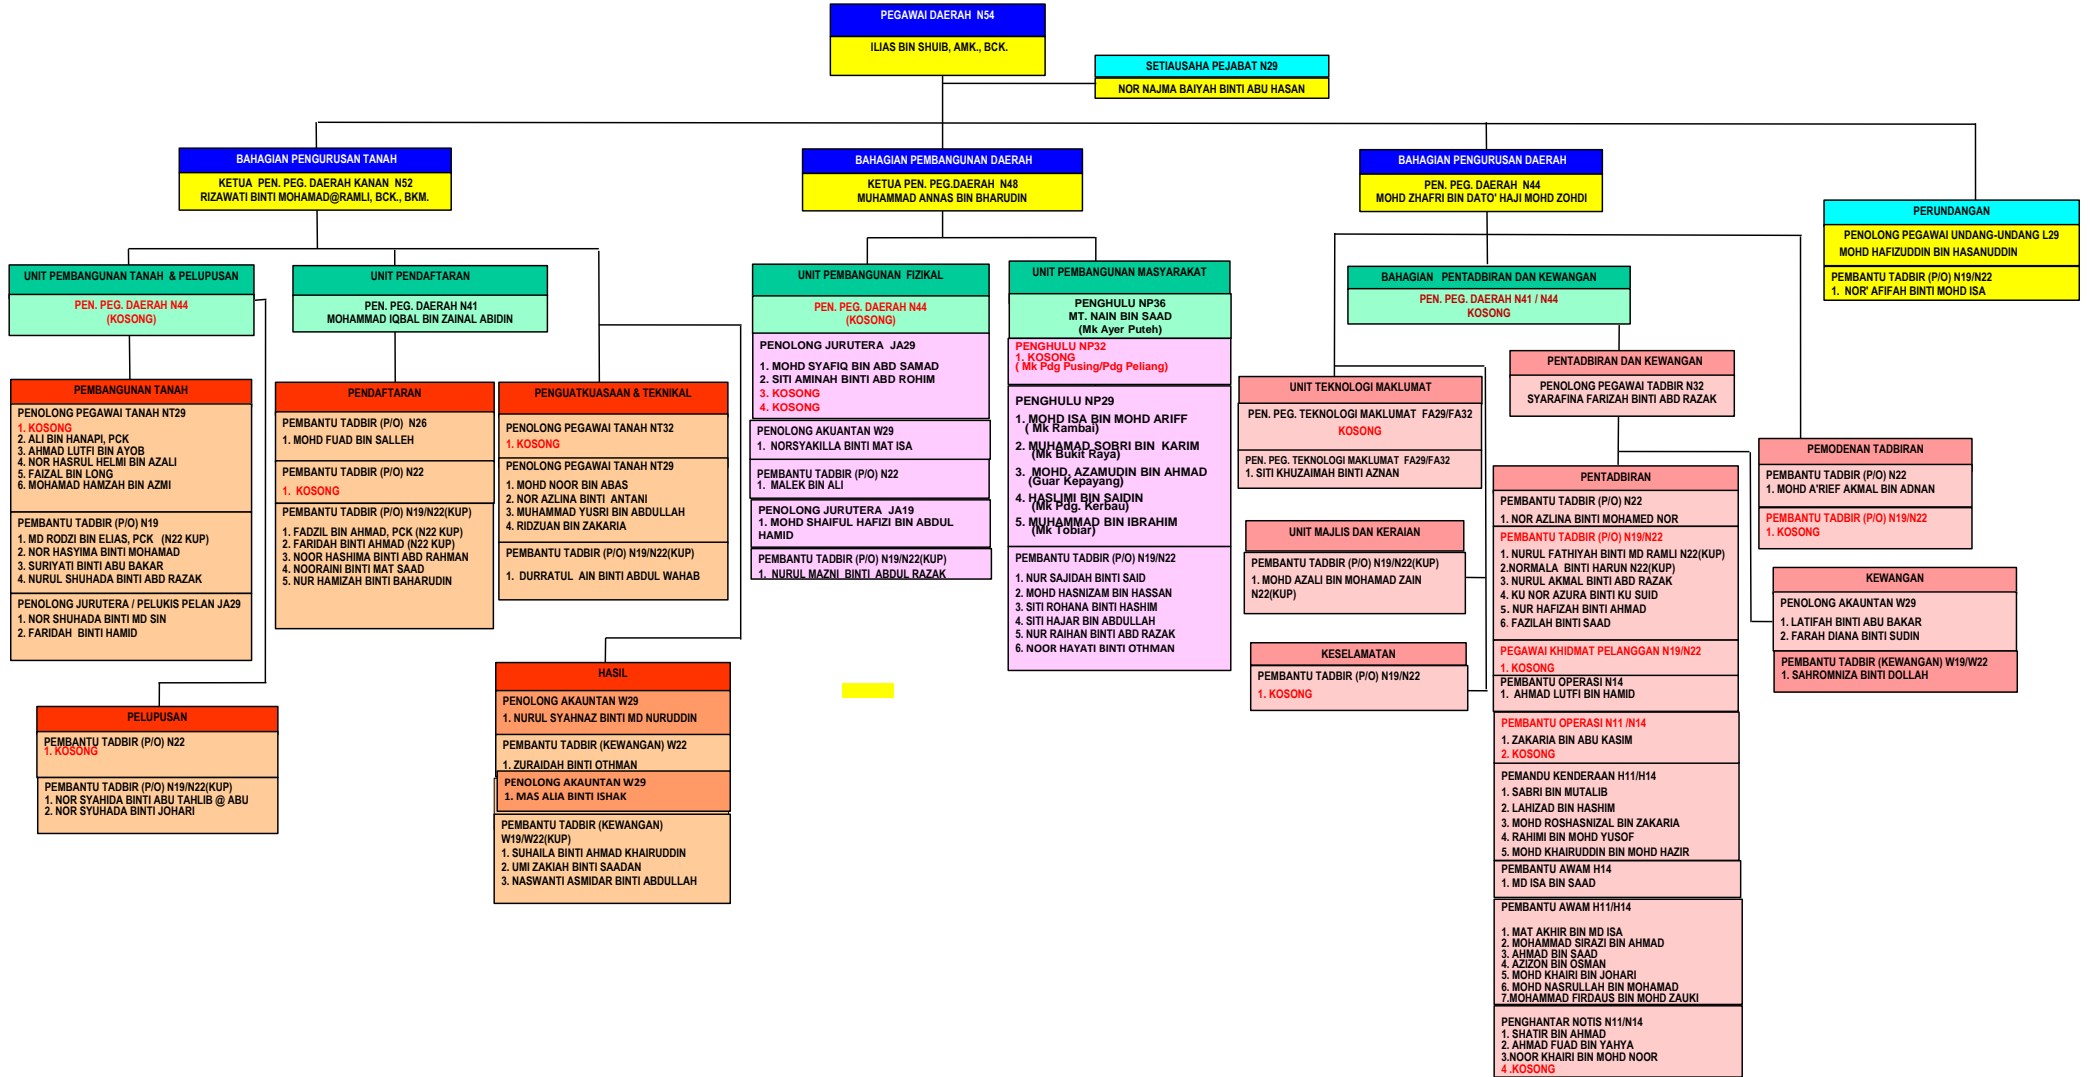 PEGAWAI DAERAH N54
ILIAS BIN SHUIB, AMK., BCK.
SETIAUSAHA PEJABAT N29
NOR NAJMA BAIYAH BINTI ABU HASAN
BAHAGIAN PENGURUSAN TANAH
KETUA PEN. PEG. DAERAH KANAN N52
RIZAWATI BINTI MOHAMAD@RAMLI, BCK., BKM.
BAHAGIAN PEMBANGUNAN DAERAH
KETUA PEN. PEG.DAERAH N48
MUHAMMAD ANNAS BIN BHARUDIN
BAHAGIAN PENGURUSAN DAERAH
PEN. PEG. DAERAH N44
MOHD ZHAFRI BIN DATO' HAJI MOHD ZOHDI
PERUNDANGAN
PENOLONG PEGAWAI UNDANG-UNDANG L29
MOHD HAFIZUDDIN BIN HASANUDDIN
PEMBANTU TADBIR (P/O) N19/N22
1. NOR' AFIFAH BINTI MOHD ISA
UNIT PEMBANGUNAN TANAH & PELUPUSAN
PEN. PEG. DAERAH N44
(KOSONG)
UNIT PENDAFTARAN
PEN. PEG. DAERAH N41
MOHAMMAD IQBAL BIN ZAINAL ABIDIN
PEMBANGUNAN TANAH
PENOLONG PEGAWAI TANAH NT29
1. KOSONG
2. ALI BIN HANAPI, PCK
3. AHMAD LUTFI BIN AYOB
4. NOR HASRUL HELMI BIN AZALI
5. FAIZAL BIN LONG
6. MOHAMAD HAMZAH BIN AZMI
PEMBANTU TADBIR (P/O) N19
1. MD RODZI BIN ELIAS, PCK (N22 KUP)
2. NOR HASYIMA BINTI MOHAMAD
3. SURIYATI BINTI ABU BAKAR
4. NURUL SHUHADA BINTI ABD RAZAK
PENOLONG JURUTERA / PELUKIS PELAN JA29
1. NOR SHUHADA BINTI MD SIN
2. FARIDAH BINTI HAMID
PELUPUSAN
PEMBANTU TADBIR (P/O) N22
1. KOSONG
PEMBANTU TADBIR (P/O) N19/N22(KUP)
1. NOR SYAHIDA BINTI ABU TAHLIB @ ABU
2. NOR SYUHADA BINTI JOHARI
PENDAFTARAN
PEMBANTU TADBIR (P/O) N26
1. MOHD FUAD BIN SALLEH
PEMBANTU TADBIR (P/O) N22
1. KOSONG
PEMBANTU TADBIR (P/O) N19/N22(KUP)
1. FADZIL BIN AHMAD, PCK (N22 KUP)
2. FARIDAH BINTI AHMAD (N22 KUP)
3. NOOR HASHIMA BINTI ABD RAHMAN
4. NOORAINI BINTI MAT SAAD
5. NUR HAMIZAH BINTI BAHARUDIN
PENGUATKUASAAN & TEKNIKAL
PENOLONG PEGAWAI TANAH NT32
1. KOSONG
PENOLONG PEGAWAI TANAH NT29
1. MOHD NOOR BIN ABAS
2. NOR AZLINA BINTI ANTANI
3. MUHAMMAD YUSRI BIN ABDULLAH
4. RIDZUAN BIN ZAKARIA
PEMBANTU TADBIR (P/O) N19/N22(KUP)
1. DURRATUL AIN BINTI ABDUL WAHAB
HASIL
PENOLONG AKAUNTAN W29
1. NURUL SYAHNAZ BINTI MD NURUDDIN
PEMBANTU TADBIR (KEWANGAN) W22
1. ZURAIDAH BINTI OTHMAN
PENOLONG AKAUNTAN W29
1. MAS ALIA BINTI ISHAK
PEMBANTU TADBIR (KEWANGAN)
W19/W22(KUP)
1. SUHAILA BINTI AHMAD KHAIRUDDIN
2. UMI ZAKIAH BINTI SAADAN
3. NASWANTI ASMIDAR BINTI ABDULLAH
UNIT PEMBANGUNAN FIZIKAL
PEN. PEG. DAERAH N44
(KOSONG)
PENOLONG JURUTERA JA29
1. MOHD SYAFIQ BIN ABD SAMAD
2. SITI AMINAH BINTI ABD ROHIM
3. KOSONG
4. KOSONG
PENOLONG AKUANTAN W29
1. NORSYAKILLA BINTI MAT ISA
PEMBANTU TADBIR (P/O) N22
1. MALEK BIN ALI
PENOLONG JURUTERA JA19
1. MOHD SHAIFUL HAFIZI BIN ABDUL
HAMID
PEMBANTU TADBIR (P/O) N19/N22(KUP)
1. NURUL MAZNI BINTI ABDUL RAZAK
UNIT PEMBANGUNAN MASYARAKAT
PENGHULU NP36
MT. NAIN BIN SAAD
(Mk Ayer Puteh)
PENGHULU NP32
1. KOSONG
( Mk Pdg Pusing/Pdg Peliang)
PENGHULU NP29
1. MOHD ISA BIN MOHD ARIFF
( Mk Rambai)
2. MUHAMAD SOBRI BIN KARIM
(Mk Bukit Raya)
3. MOHD. AZAMUDIN BIN AHMAD
(Guar Kepayang)
4. HASLIMI BIN SAIDIN
(Mk Pdg. Kerbau)
5. MUHAMMAD BIN IBRAHIM
(Mk Tobiar)
PEMBANTU TADBIR (P/O) N19/N22
1. NUR SAJIDAH BINTI SAID
2. MOHD HASNIZAM BIN HASSAN
3. SITI ROHANA BINTI HASHIM
4. SITI HAJAR BIN ABDULLAH
5. NUR RAIHAN BINTI ABD RAZAK
6. NOOR HAYATI BINTI OTHMAN
BAHAGIAN PENTADBIRAN DAN KEWANGAN
PEN. PEG. DAERAH N41 / N44
KOSONG
PENTADBIRAN DAN KEWANGAN
PENOLONG PEGAWAI TADBIR N32
SYARAFINA FARIZAH BINTI ABD RAZAK
UNIT TEKNOLOGI MAKLUMAT
PEN. PEG. TEKNOLOGI MAKLUMAT FA29/FA32
KOSONG
PEN. PEG. TEKNOLOGI MAKLUMAT FA29/FA32
1. SITI KHUZAIMAH BINTI AZNAN
UNIT MAJLIS DAN KERAIAN
PEMBANTU TADBIR (P/O) N19/N22(KUP)
1. MOHD AZALI BIN MOHAMAD ZAIN
N22(KUP)
KESELAMATAN
PEMBANTU TADBIR (P/O) N19/N22
1. KOSONG
PENTADBIRAN
PEMBANTU TADBIR (P/O) N22
1. NOR AZLINA BINTI MOHAMED NOR
PEMBANTU TADBIR (P/O) N19/N22
1. NURUL FATHIYAH BINTI MD RAMLI N22(KUP)
2.NORMALA BINTI HARUN N22(KUP)
3. NURUL AKMAL BINTI ABD RAZAK
4. KU NOR AZURA BINTI KU SUID
5. NUR HAFIZAH BINTI AHMAD
6. FAZILAH BINTI SAAD
PEGAWAI KHIDMAT PELANGGAN N19/N22
1. KOSONG
PEMBANTU OPERASI N14
1. AHMAD LUTFI BIN HAMID
PEMBANTU OPERASI N11 /N14
1. ZAKARIA BIN ABU KASIM
2. KOSONG
PEMANDU KENDERAAN H11/H14
1. SABRI BIN MUTALIB
2. LAHIZAD BIN HASHIM
3. MOHD ROSHASNIZAL BIN ZAKARIA
4. RAHIMI BIN MOHD YUSOF
5. MOHD KHAIRUDDIN BIN MOHD HAZIR
PEMBANTU AWAM H14
1. MD ISA BIN SAAD
PEMBANTU AWAM H11/H14
1. MAT AKHIR BIN MD ISA
2. MOHAMMAD SIRAZI BIN AHMAD
3. AHMAD BIN SAAD
4. AZIZON BIN OSMAN
5. MOHD KHAIRI BIN JOHARI
6. MOHD NASRULLAH BIN MOHAMAD
7.MOHAMMAD FIRDAUS BIN MOHD ZAUKI
PENGHANTAR NOTIS N11/N14
1. SHATIR BIN AHMAD
2. AHMAD FUAD BIN YAHYA
3.NOOR KHAIRI BIN MOHD NOOR
4 .KOSONG
PEMODENAN TADBIRAN
PEMBANTU TADBIR (P/O) N22
1. MOHD A'RIEF AKMAL BIN ADNAN
PEMBANTU TADBIR (P/O) N19/N22
1. KOSONG
KEWANGAN
PENOLONG AKAUNTAN W29
1. LATIFAH BINTI ABU BAKAR
2. FARAH DIANA BINTI SUDIN
PEMBANTU TADBIR (KEWANGAN) W19/W22
1. SAHROMNIZA BINTI DOLLAH